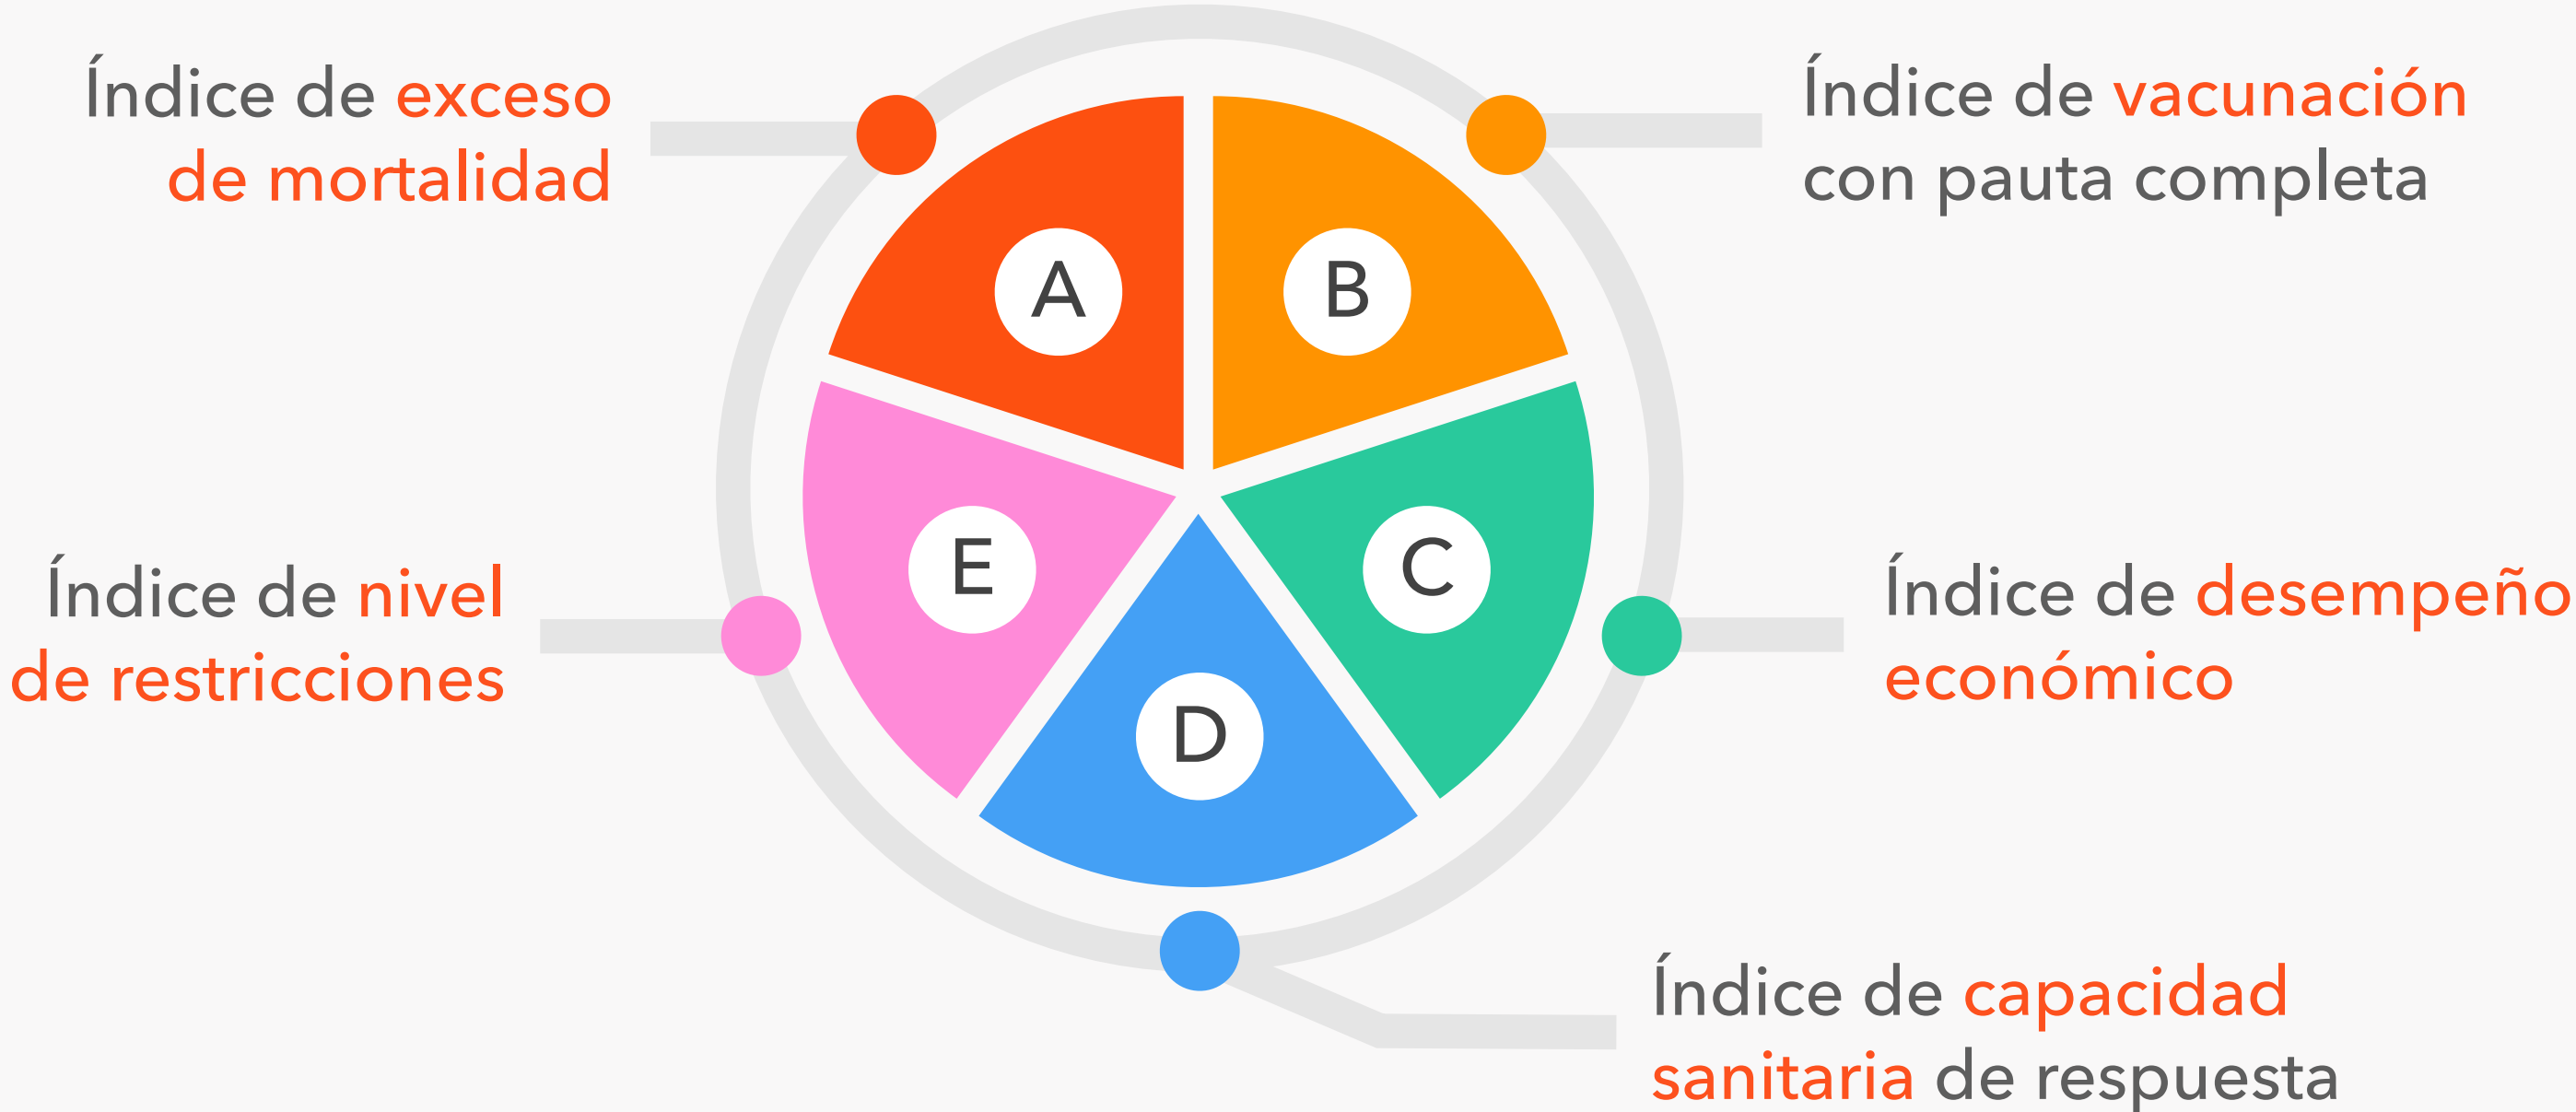 Índice de exceso
de mortalidad
Índice de vacunación
con pauta completa
A
B
E
C
D
Índice de nivel
de restricciones
Índice de desempeño
económico
Índice de capacidad
sanitaria de respuesta